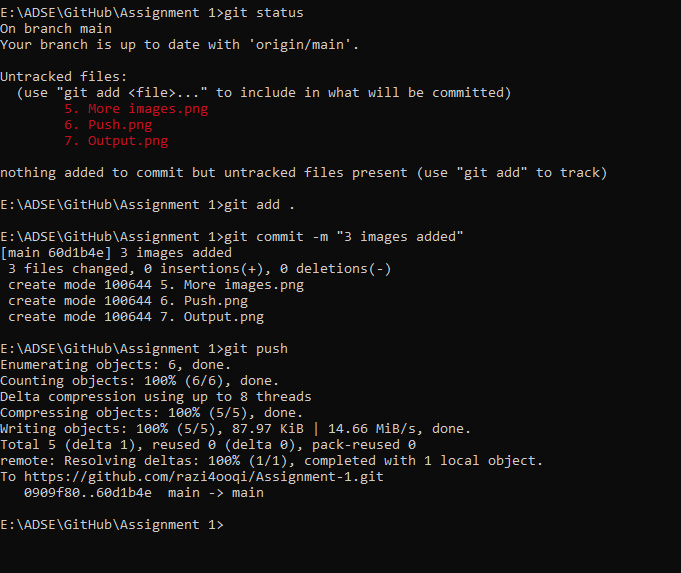 E:\ADSE\GitHub\Assignment 1>git status
On branch main
Your branch is up to date with 'origin/main'.
Untracked files:
(use "git add <file>..." to include in what will be committed)
5. More images.png
6. Push.png
7. Output.png
nothing added to commit but untracked files present (use "git add" to track)
E:\ADSE\GitHub\Assignment 1>git add .
E:\ADSE\GitHub\Assignment 1>git commit -m "3 images added"
[main 60d1b4e] 3 images added
3 files changed, 0 insertions(+), 0 deletions(-)
create mode 100644 5. More images.png
create mode 100644 6. Push.png
create mode 100644 7. Output.png
E:\ADSE\GitHub\Assignment 1>git push
Enumerating objects: 6, done.
Counting objects: 100% (6/6), done.
Delta compression using up to 8 threads
Compressing objects: 100% (5/5), done.
Writing objects: 100% (5/5), 87.97 KiB | 14.66 MiB/s, done.
Total 5 (delta 1), reused 0 (delta 0), pack-reused 0
remote: Resolving deltas: 100% (1/1), completed with 1 local object.
To https://github.com/razi4ooqi/Assignment-1.git
0909f80..60d1b4e  main -> main
E:\ADSE\GitHub\Assignment 1>